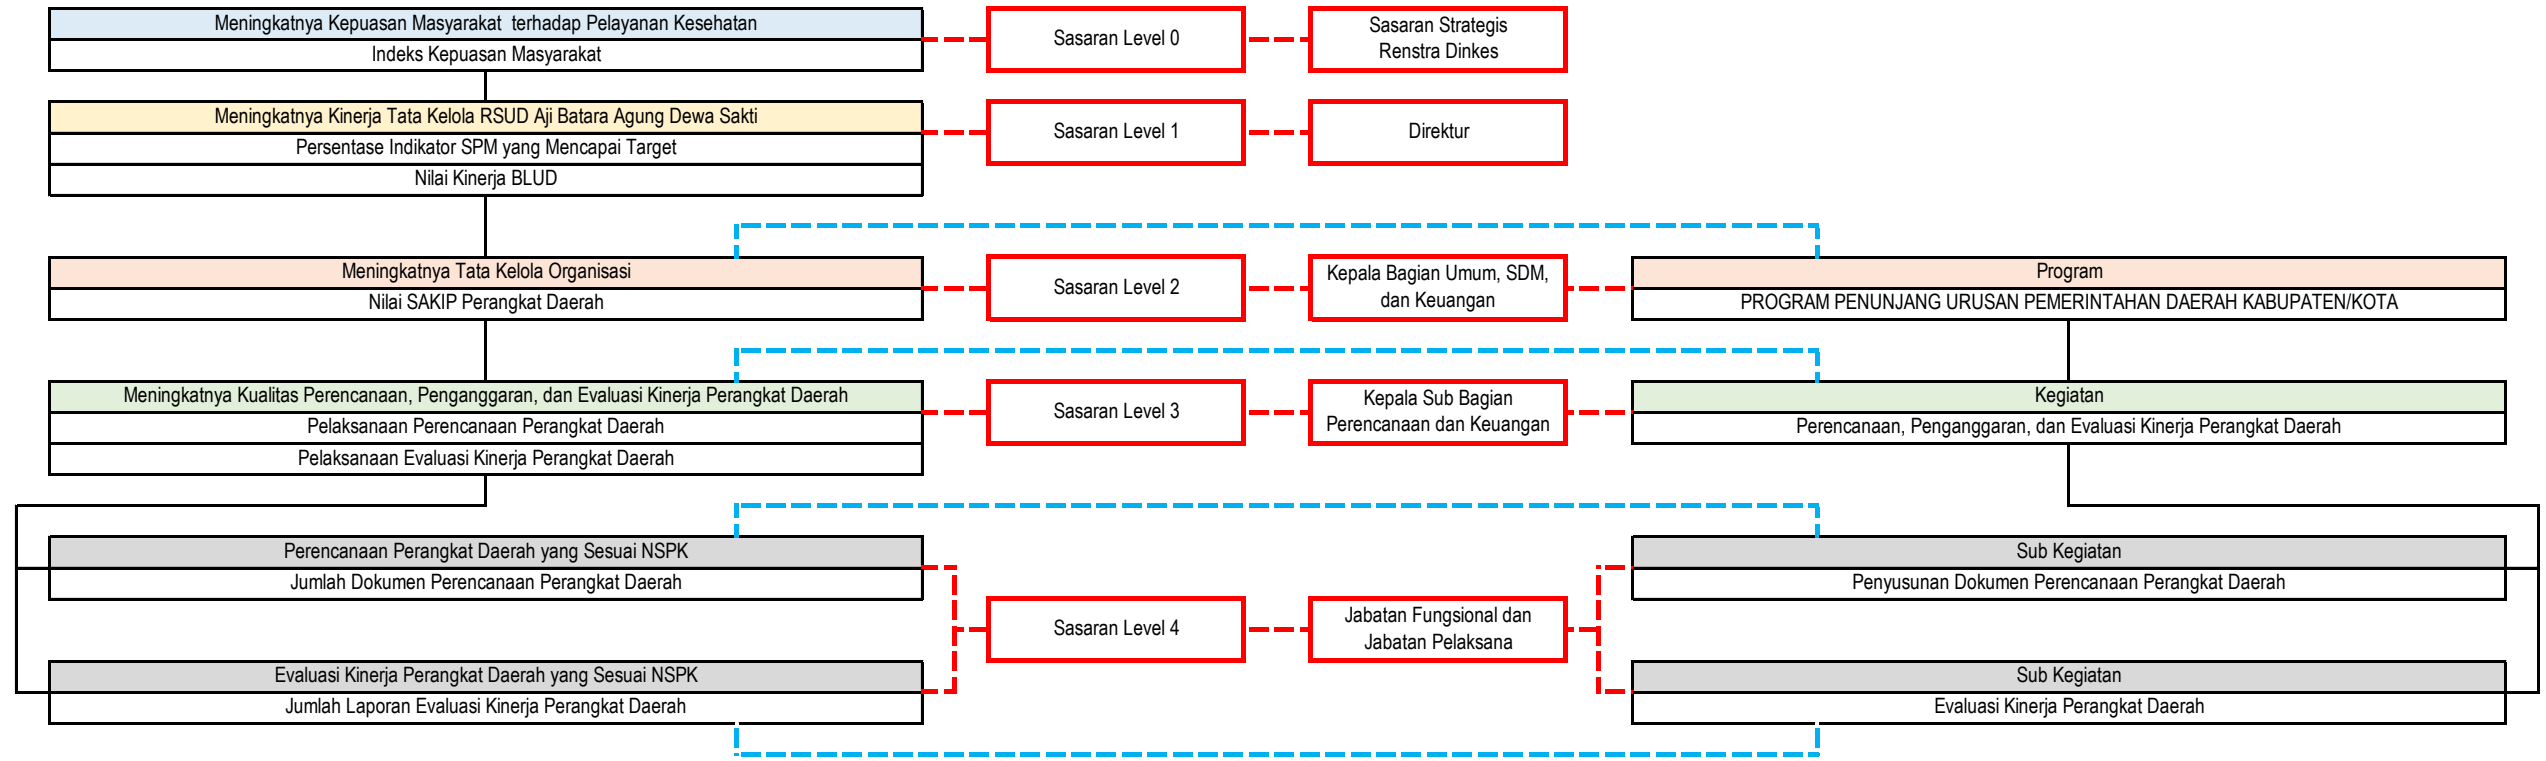 Meningkatnya Kepuasan Masyarakat  terhadap Pelayanan Kesehatan
Indeks Kepuasan Masyarakat
Sasaran Level 0
Sasaran Strategis
Renstra Dinkes
Meningkatnya Kinerja Tata Kelola RSUD Aji Batara Agung Dewa Sakti
Persentase Indikator SPM yang Mencapai Target
Nilai Kinerja BLUD
Sasaran Level 1
Direktur
Meningkatnya Tata Kelola Organisasi
Nilai SAKIP Perangkat Daerah
Sasaran Level 2
Kepala Bagian Umum, SDM,
dan Keuangan
Program
PROGRAM PENUNJANG URUSAN PEMERINTAHAN DAERAH KABUPATEN/KOTA
Meningkatnya Kualitas Perencanaan, Penganggaran, dan Evaluasi Kinerja Perangkat Daerah
Pelaksanaan Perencanaan Perangkat Daerah
Pelaksanaan Evaluasi Kinerja Perangkat Daerah
Sasaran Level 3
Kepala Sub Bagian
Perencanaan dan Keuangan
Kegiatan
Perencanaan, Penganggaran, dan Evaluasi Kinerja Perangkat Daerah
Perencanaan Perangkat Daerah yang Sesuai NSPK
Jumlah Dokumen Perencanaan Perangkat Daerah
Sub Kegiatan
Penyusunan Dokumen Perencanaan Perangkat Daerah
Sasaran Level 4
Jabatan Fungsional dan
Jabatan Pelaksana
Evaluasi Kinerja Perangkat Daerah yang Sesuai NSPK
Jumlah Laporan Evaluasi Kinerja Perangkat Daerah
Sub Kegiatan
Evaluasi Kinerja Perangkat Daerah